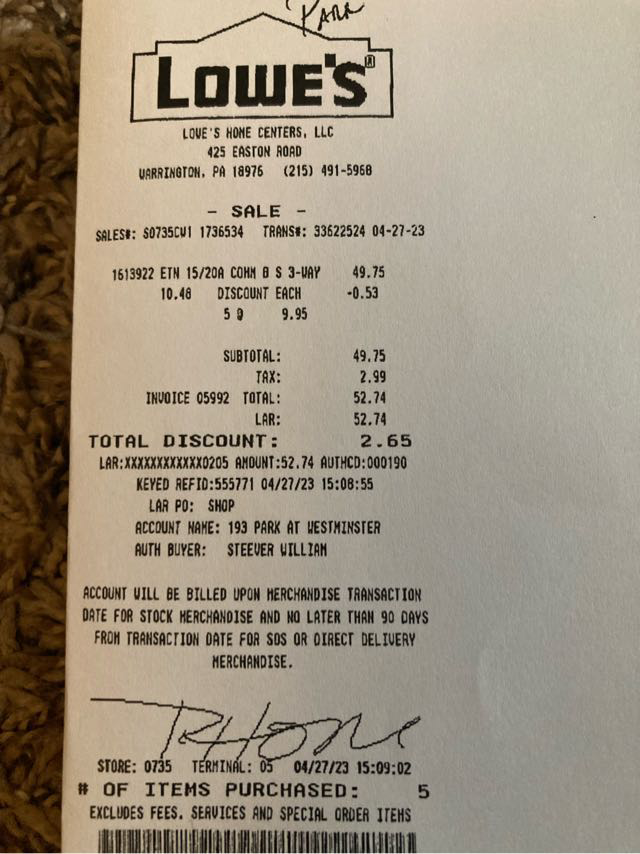 PARK
LOWE'S®
LOWE'S HOME CENTERS, LLC
425 EASTON ROAD
WARRINGTON, PA 18976 (215) 491-5968
- SALE -
SALES#: S0735CW1 1736534 TRANS#: 33622524 04-27-23
1613922 ETN 15/20A COMM B S 3-WAY 49.75
10.48 DISCOUNT EACH -0.53
5 @ 9.95
SUBTOTAL: 49.75
TAX: 2.99
INVOICE 05992 TOTAL: 52.74
LAR: 52.74
TOTAL DISCOUNT: 2.65
LAR:XXXXXXXXXXXX0205 AMOUNT:52.74 AUTHCD:000190
KEYED REFID:555771 04/27/23 15:08:55
LAR PO: SHOP
ACCOUNT NAME: 193 PARK AT WESTMINSTER
AUTH BUYER: STEEVER WILLIAM
ACCOUNT WILL BE BILLED UPON MERCHANDISE TRANSACTION
DATE FOR STOCK MERCHANDISE AND NO LATER THAN 90 DAYS
FROM TRANSACTION DATE FOR SOS OR DIRECT DELIVERY
MERCHANDISE.
STORE: 0735 TERMINAL: 05 04/27/23 15:09:02
# OF ITEMS PURCHASED: 5
EXCLUDES FEES, SERVICES AND SPECIAL ORDER ITEMS